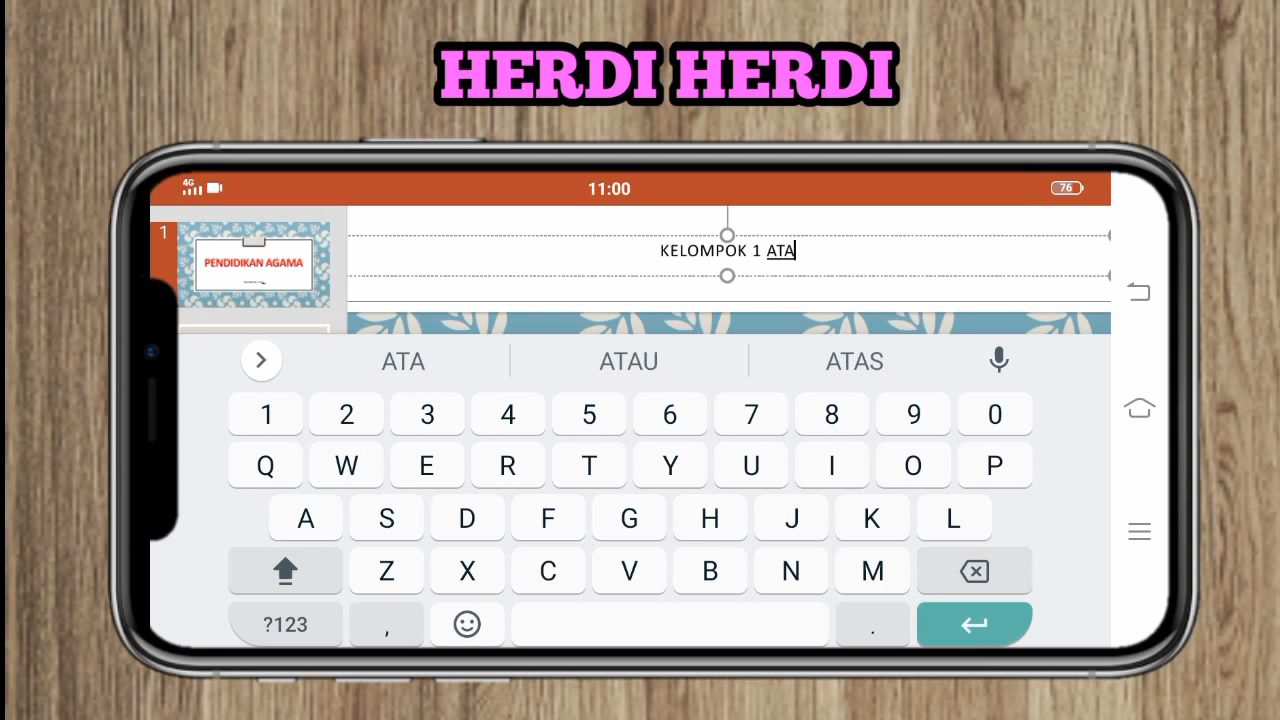 HERDI HERDI
4G
11:00
76
1
PENDIDIKAN AGAMA
KELOMPOK 1 ATA
ATA ATAU ATAS
1 2 3 4 5 6 7 8 9 0
Q W E R T Y U I O P
A S D F G H J K L
Z X C V B N M
?123 , .